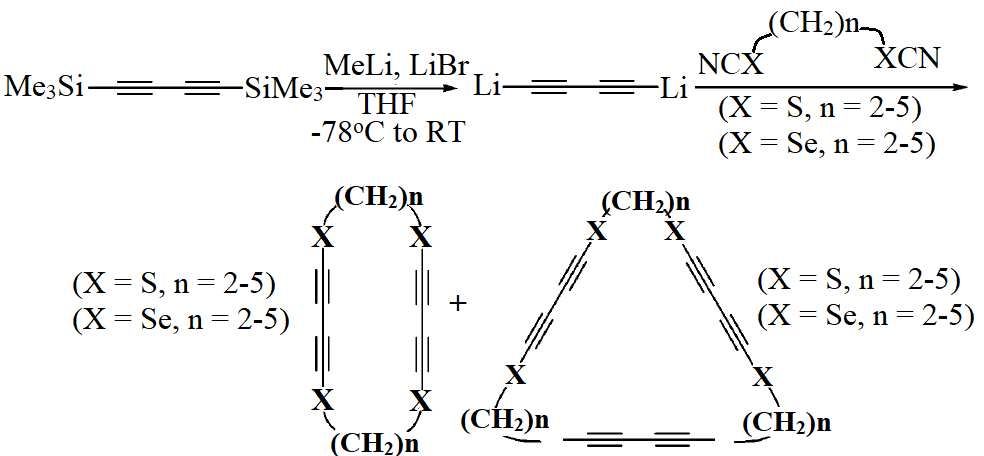 Me₃Si SiMe₃ MeLi, LiBr THF -78°C to RT Li Li
NCX (CH₂)n XCN
(X = S, n = 2-5)
(X = Se, n = 2-5)
(CH₂)n
X X
X X
(CH₂)n
(X = S, n = 2-5)
(X = Se, n = 2-5)
+
(CH₂)n
X X
X X
(CH₂)n (CH₂)n
(X = S, n = 2-5)
(X = Se, n = 2-5)